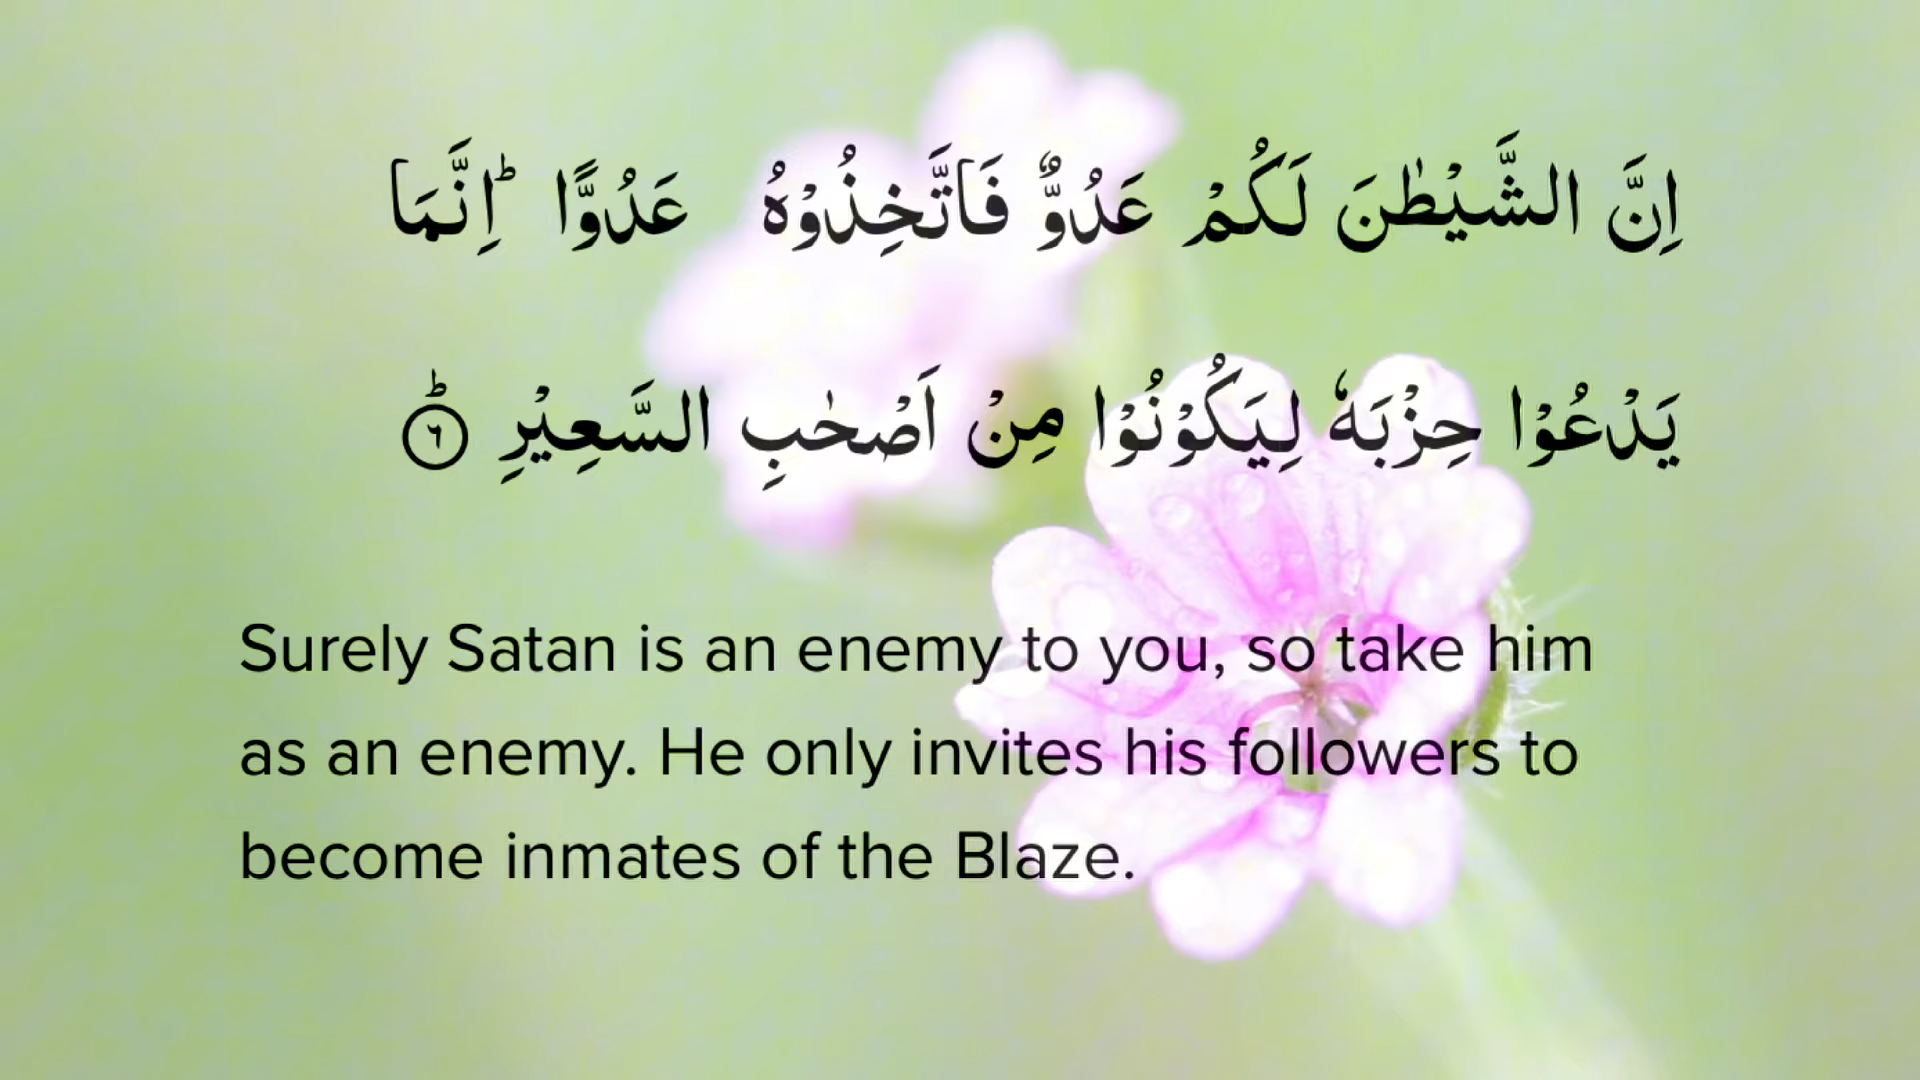 اِنَّ الشَّيْطٰنَ لَكُمْ عَدُوٌّ فَاتَّخِذُوْهُ عَدُوًّا ؕ اِنَّمَا
يَدْعُوْا حِزْبَهٗ لِيَكُوْنُوْا مِنْ اَصْحٰبِ السَّعِيْرِ ؕ ۶
Surely Satan is an enemy to you, so take him
as an enemy. He only invites his followers to
become inmates of the Blaze.